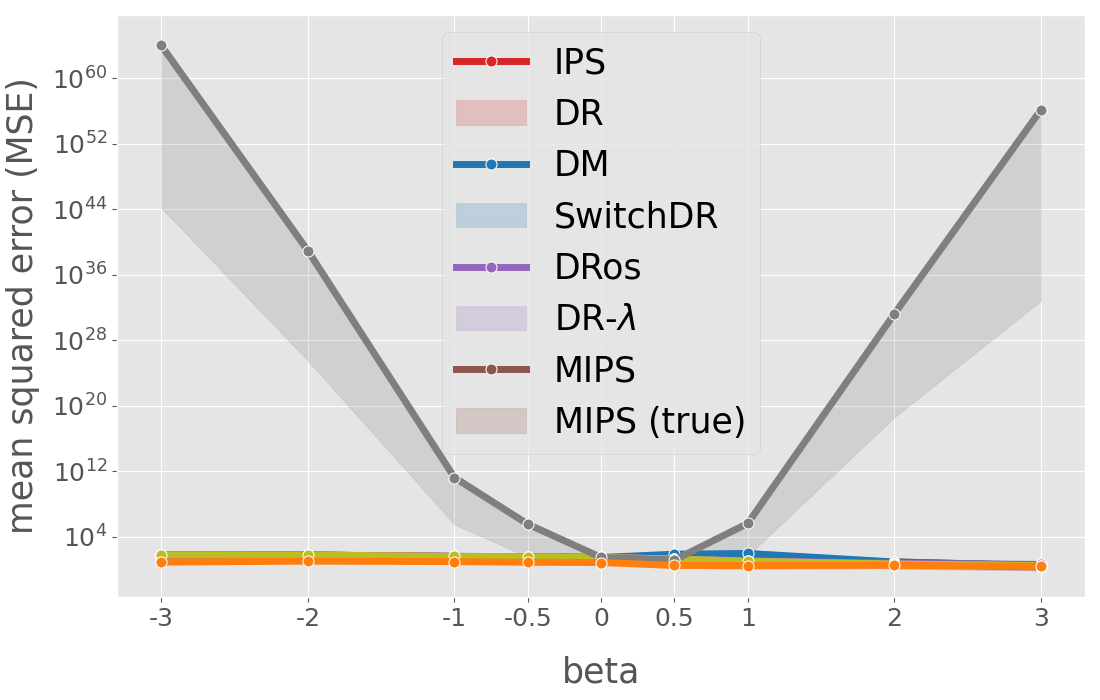 mean squared error (MSE)
10^60
10^52
10^44
10^36
10^28
10^20
10^12
10^4
IPS
DR
DM
SwitchDR
DRos
DR-λ
MIPS
MIPS (true)
-3 -2 -1 -0.5 0 0.5 1 2 3
beta